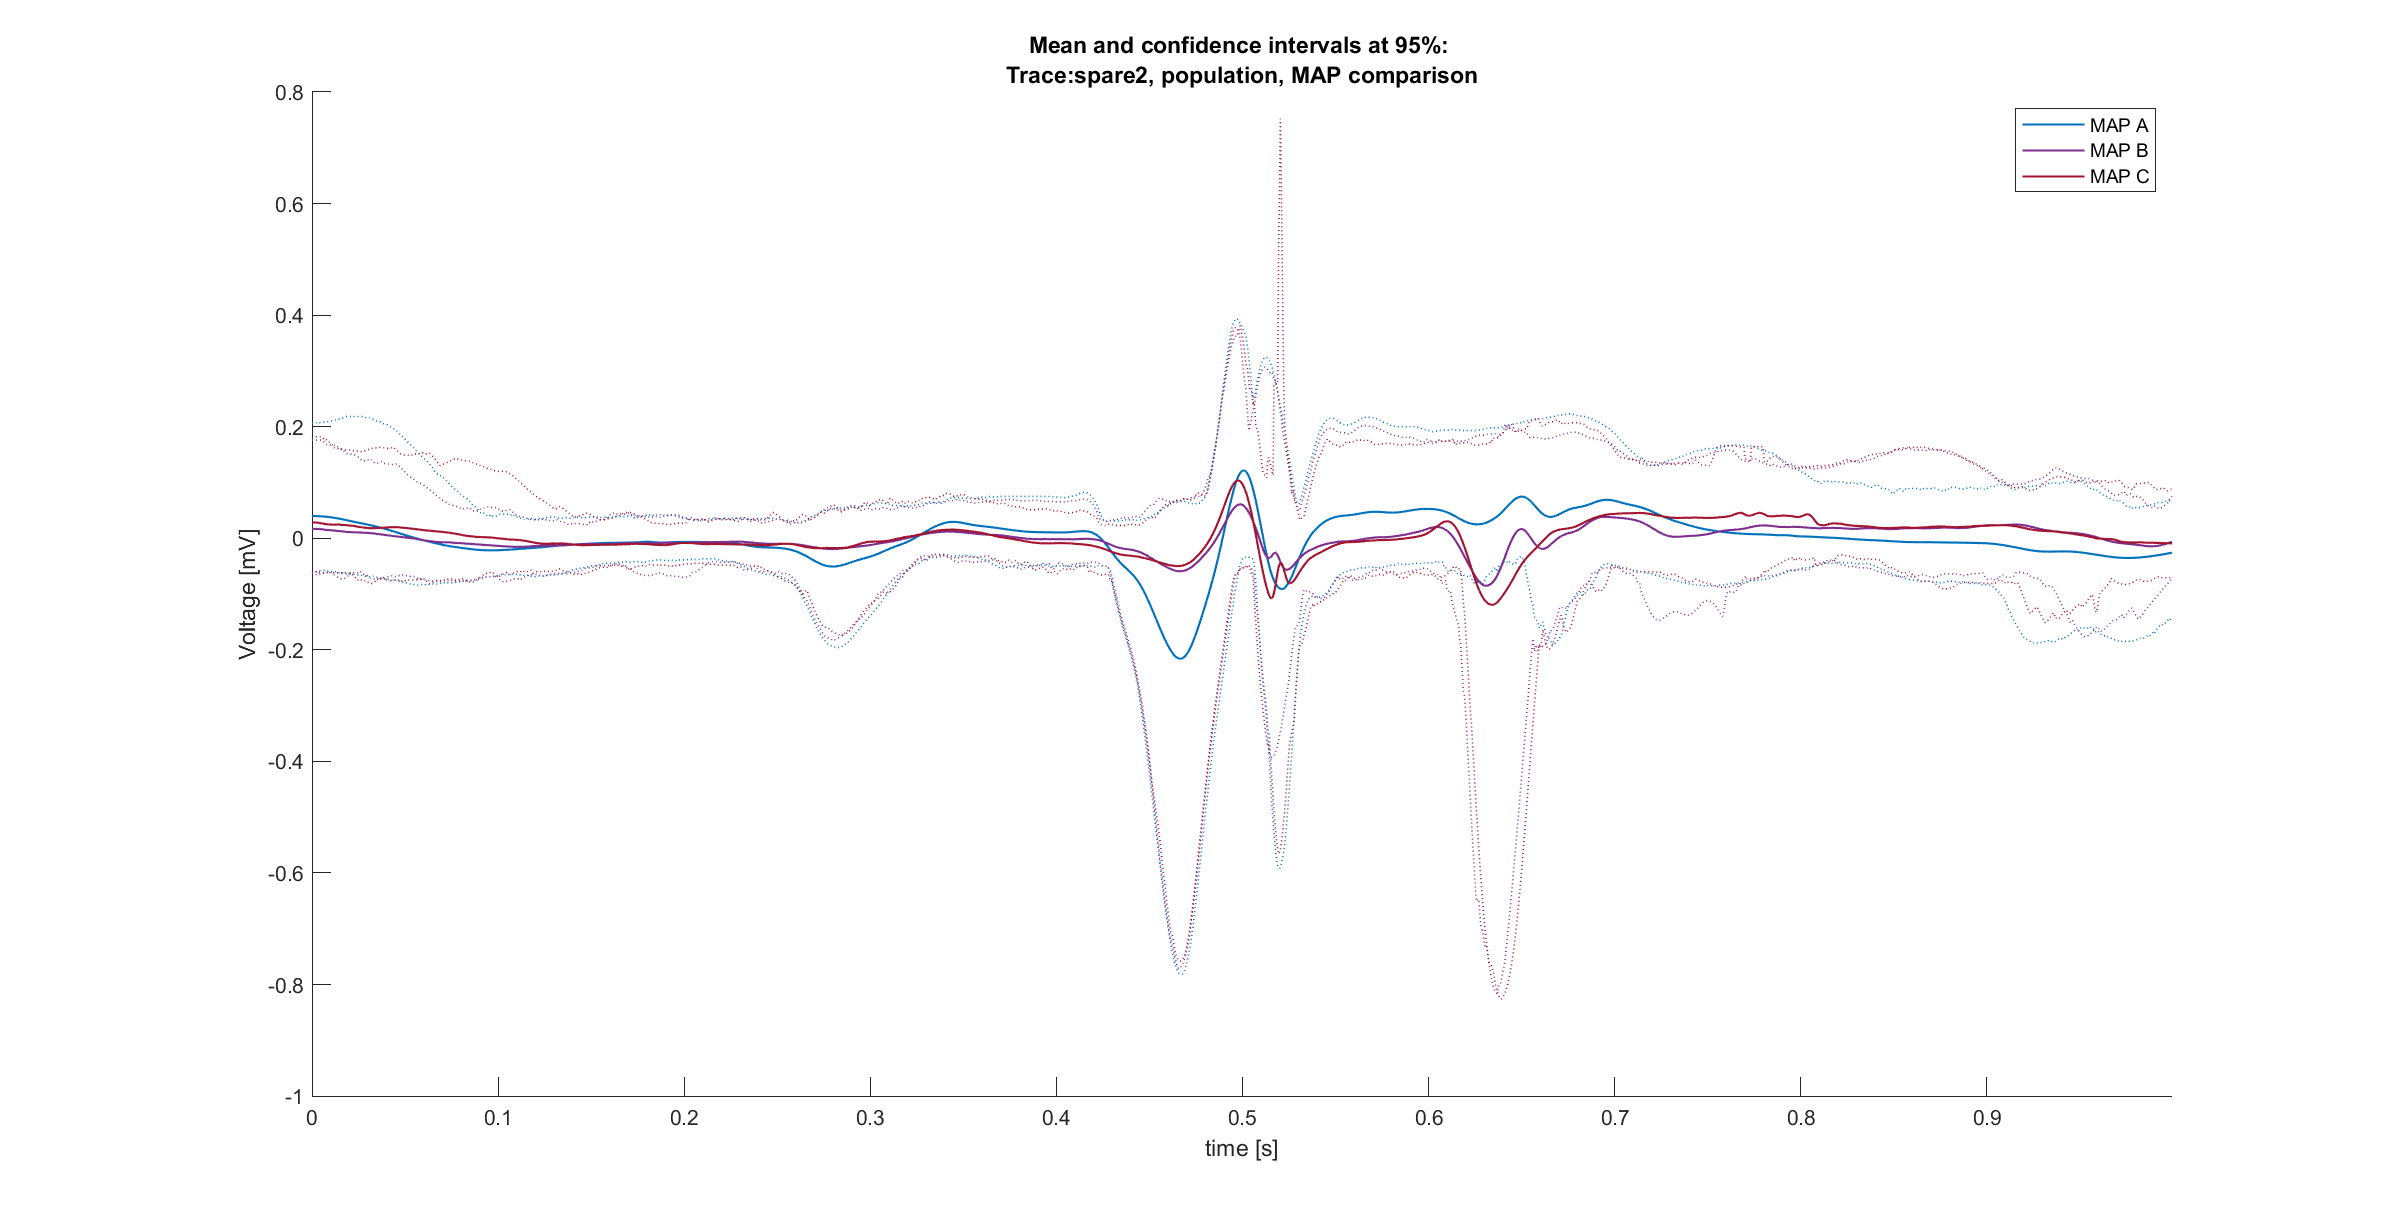 Mean and confidence intervals at 95%:
Trace:spare2, population, MAP comparison
MAP A
MAP B
MAP C
Voltage [mV]
0.8
0.6
0.4
0.2
0
-0.2
-0.4
-0.6
-0.8
-1
0 0.1 0.2 0.3 0.4 0.5 0.6 0.7 0.8 0.9
time [s]